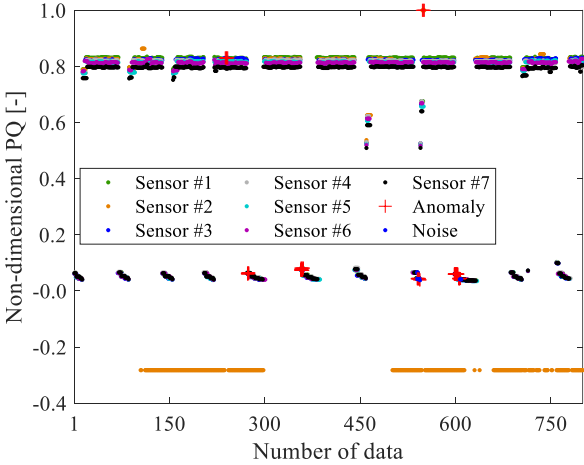 1.0
0.8
0.6
0.4
0.2
-0.0
-0.2
-0.4
Non-dimensional PQ [-]
Sensor #1 Sensor #4 Sensor #7
Sensor #2 Sensor #5 Anomaly
Sensor #3 Sensor #6 Noise
1 150 300 450 600 750
Number of data